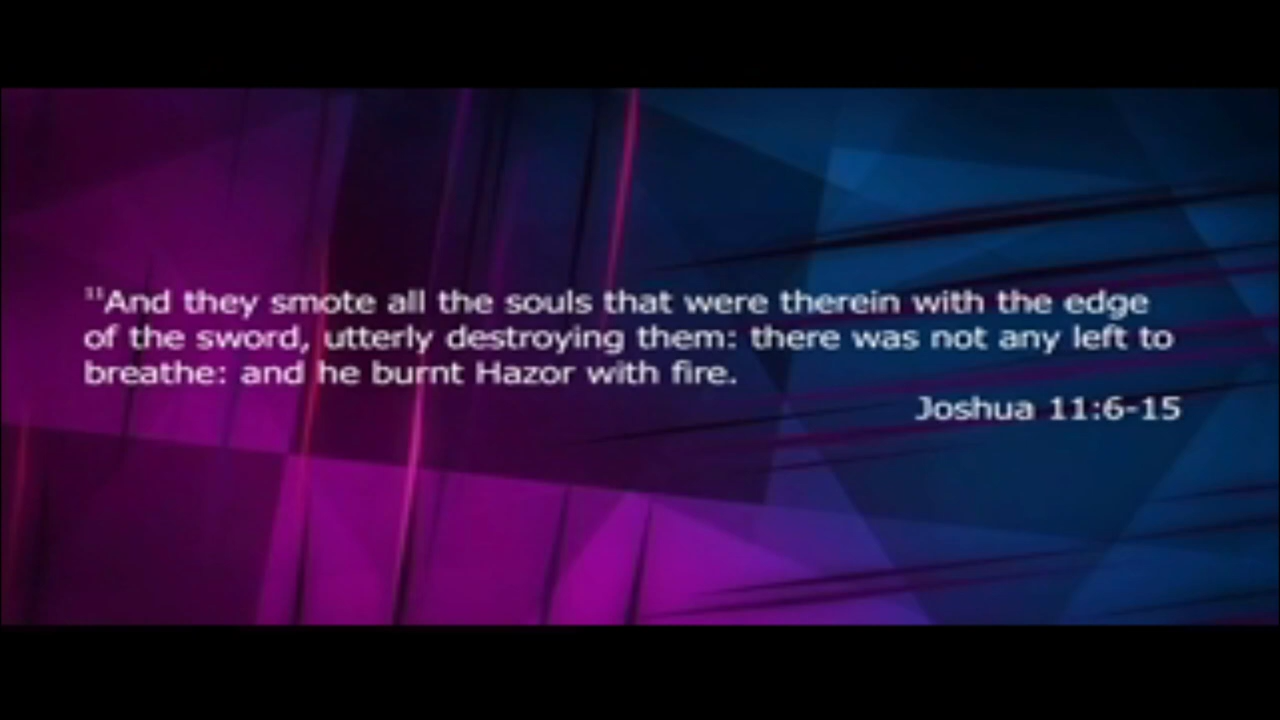 ¹¹And they smote all the souls that were therein with the edge
of the sword, utterly destroying them: there was not any left to
breathe: and he burnt Hazor with fire.
Joshua 11:6-15